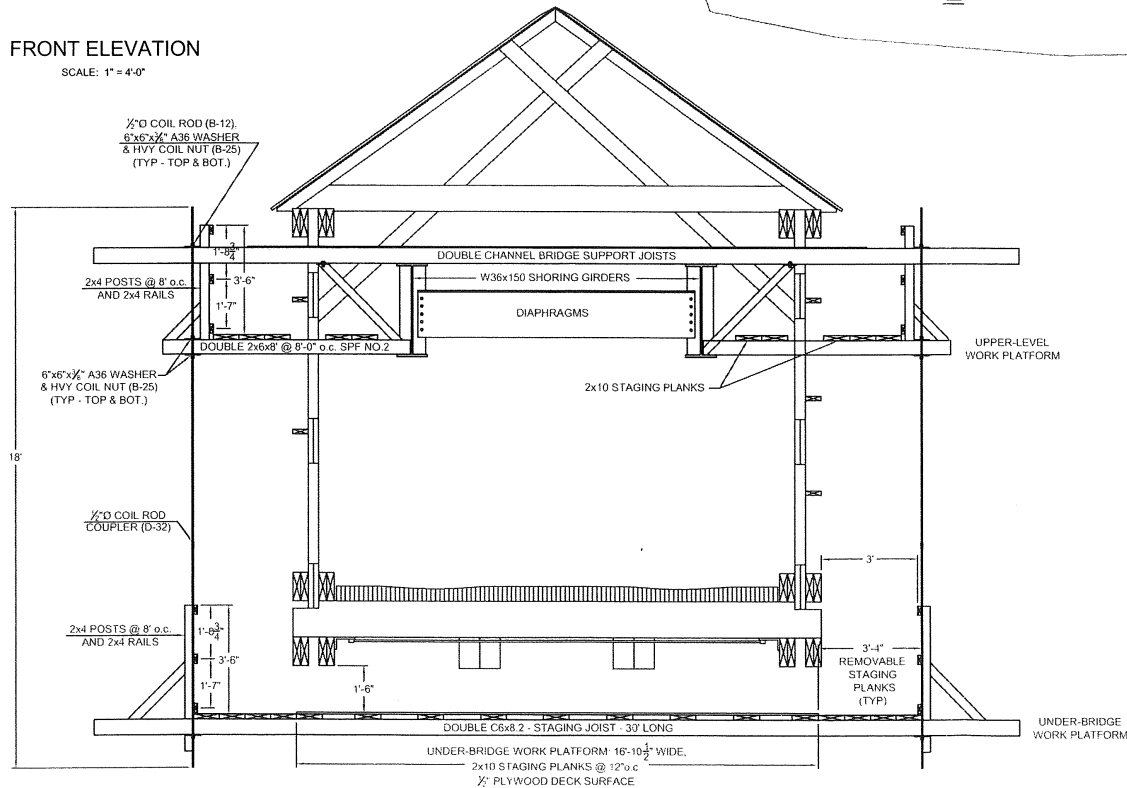 FRONT ELEVATION
SCALE: 1" = 4'-0"
½"Ø COIL ROD (B-12).
6"x6"x⅜" A36 WASHER
& HVY COIL NUT (B-25)
(TYP - TOP & BOT.)
DOUBLE CHANNEL BRIDGE SUPPORT JOISTS
1'-8¾"
W36x150 SHORING GIRDERS
3'-6"
2x4 POSTS @ 8' o.c.
AND 2x4 RAILS
1'-7"
DIAPHRAGMS
DOUBLE 2x6x8' @ 8'-0" o.c. SPF NO.2
UPPER-LEVEL
WORK PLATFORM
6"x6"x⅜" A36 WASHER
& HVY COIL NUT (B-25)
(TYP - TOP & BOT.)
2x10 STAGING PLANKS
18'
½"Ø COIL ROD
COUPLER (D-32)
3'
2x4 POSTS @ 8' o.c.
AND 2x4 RAILS
1'-8¾"
3'-6"
1'-7"
1'-6"
3'-4"
REMOVABLE
STAGING
PLANKS
(TYP)
DOUBLE C6x8.2 - STAGING JOIST - 30' LONG
UNDER-BRIDGE
WORK PLATFORM
UNDER-BRIDGE WORK PLATFORM: 16'-10½" WIDE,
2x10 STAGING PLANKS @ 12"o.c
½" PLYWOOD DECK SURFACE